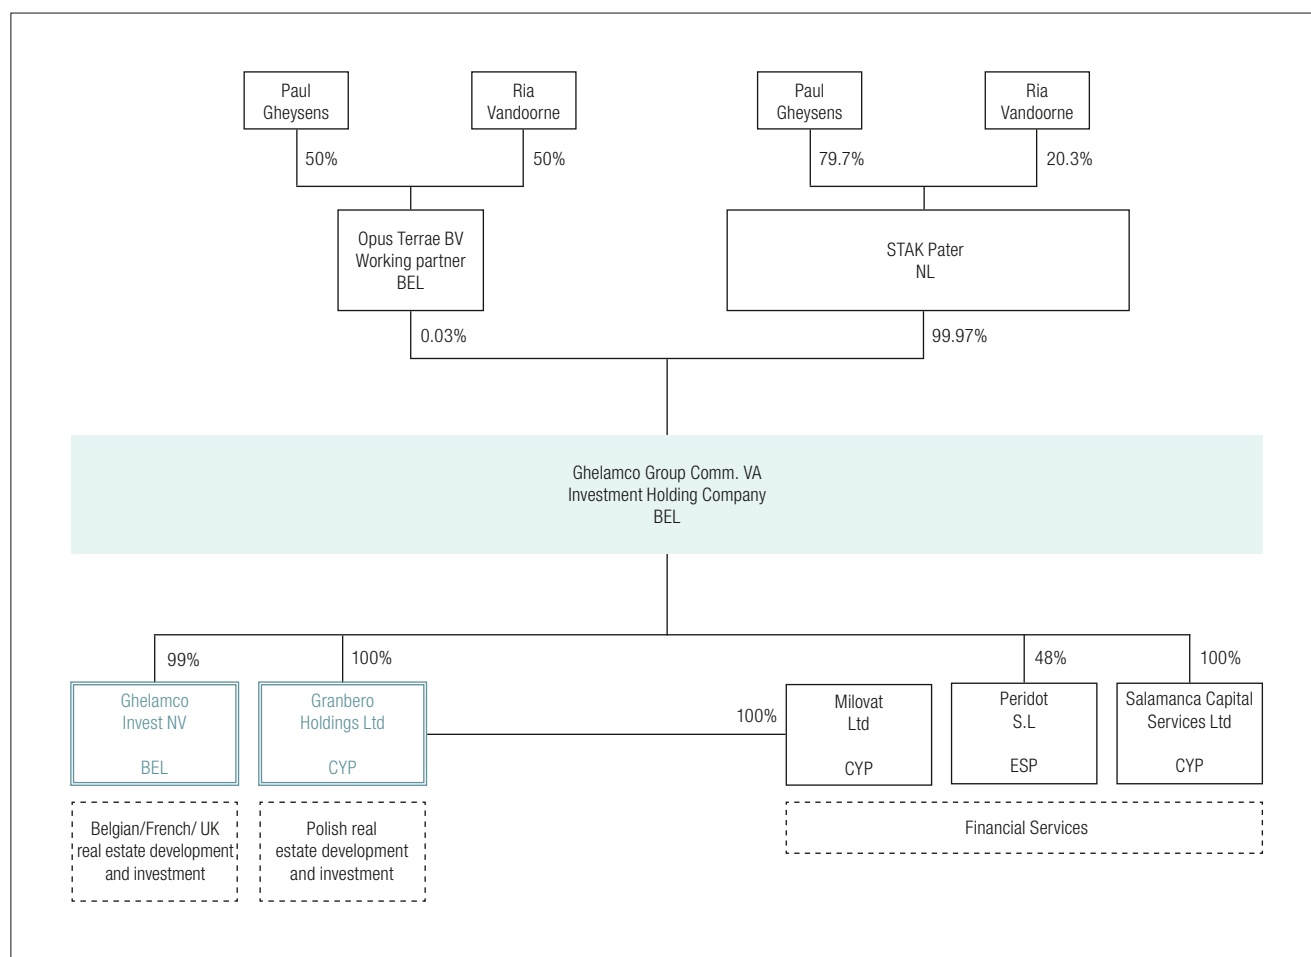 Paul
Gheysens
Ria
Vandoorne
Paul
Gheysens
Ria
Vandoorne
50%
50%
79.7%
20.3%
Opus Terrae BV
Working partner
BEL
STAK Pater
NL
0.03%
99.97%
Ghelamco Group Comm. VA
Investment Holding Company
BEL
99%
100%
48%
100%
Ghelamco
Invest NV
BEL
Granbero
Holdings Ltd
CYP
100%
Milovat
Ltd
CYP
Peridot
S.L
ESP
Salamanca Capital
Services Ltd
CYP
Belgian/French/ UK
real estate development
and investment
Polish real
estate development
and investment
Financial Services